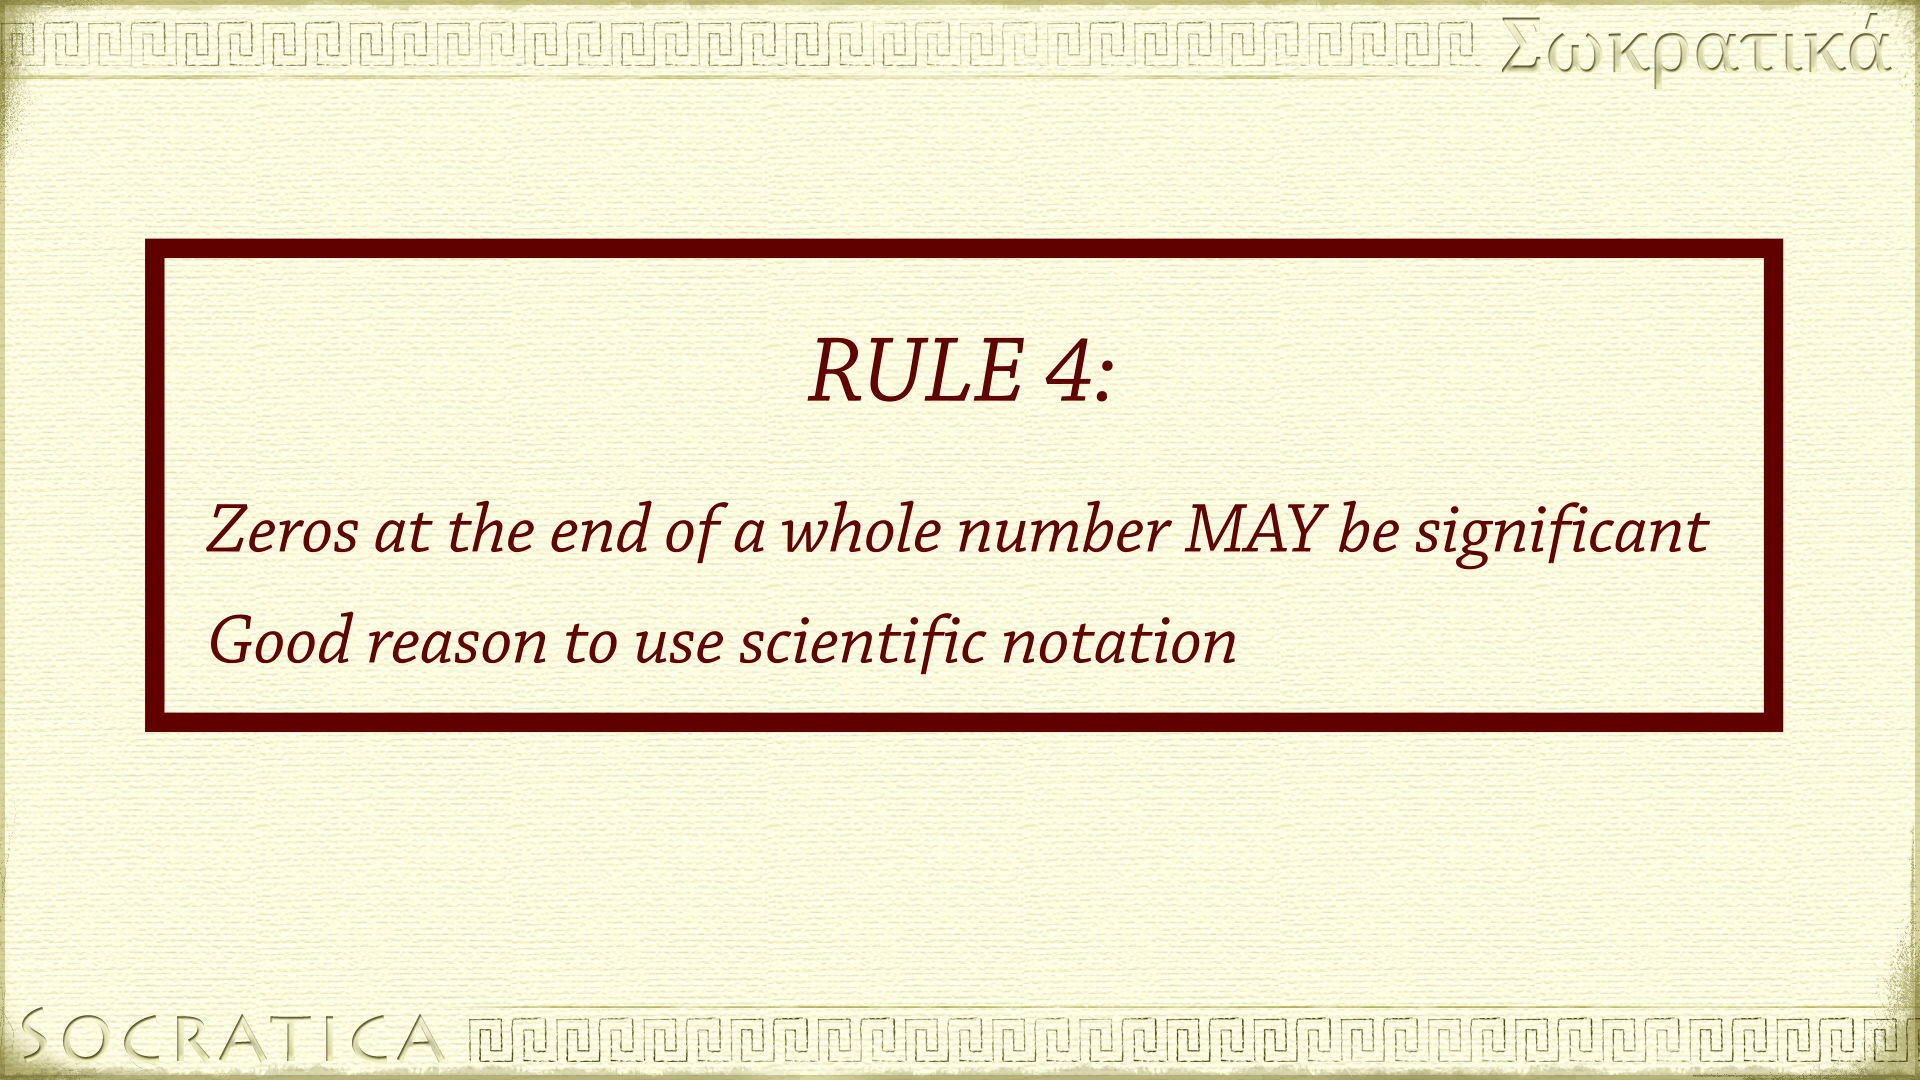 Σωκρατικά
RULE 4:
Zeros at the end of a whole number MAY be significant
Good reason to use scientific notation
SOCRATICA